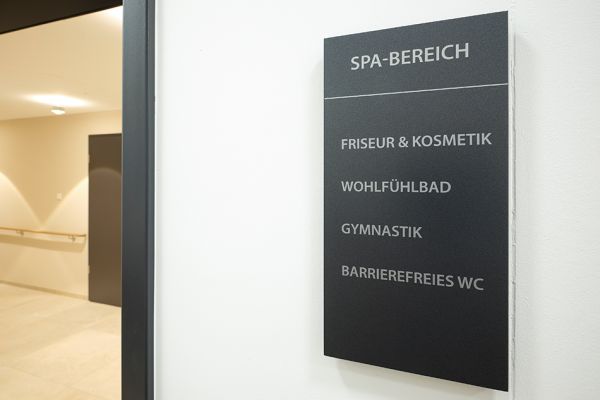 SPA-BEREICH
FRISEUR & KOSMETIK
WOHLFÜHLBAD
GYMNASTIK
BARRIEREFREIES WC